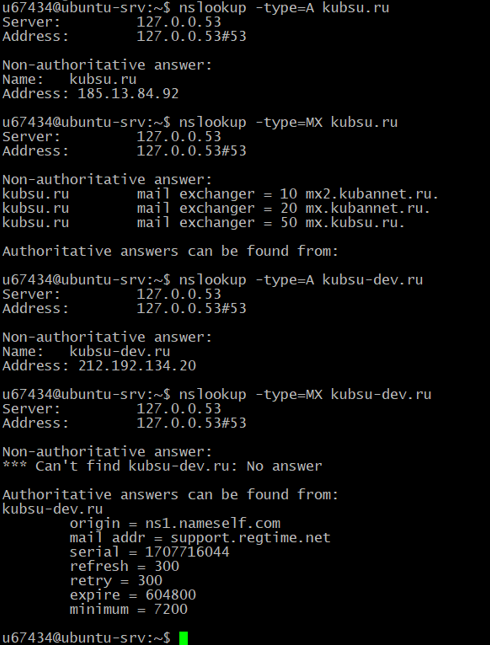 u67434@ubuntu-srv:~$ nslookup -type=A kubsu.ru
Server:         127.0.0.53
Address:        127.0.0.53#53

Non-authoritative answer:
Name:   kubsu.ru
Address: 185.13.84.92

u67434@ubuntu-srv:~$ nslookup -type=MX kubsu.ru
Server:         127.0.0.53
Address:        127.0.0.53#53

Non-authoritative answer:
kubsu.ru        mail exchanger = 10 mx2.kubannet.ru.
kubsu.ru        mail exchanger = 20 mx.kubannet.ru.
kubsu.ru        mail exchanger = 50 mx.kubsu.ru.

Authoritative answers can be found from:

u67434@ubuntu-srv:~$ nslookup -type=A kubsu-dev.ru
Server:         127.0.0.53
Address:        127.0.0.53#53

Non-authoritative answer:
Name:   kubsu-dev.ru
Address: 212.192.134.20

u67434@ubuntu-srv:~$ nslookup -type=MX kubsu-dev.ru
Server:         127.0.0.53
Address:        127.0.0.53#53

Non-authoritative answer:
*** Can't find kubsu-dev.ru: No answer

Authoritative answers can be found from:
kubsu-dev.ru
        origin = ns1.nameself.com
        mail addr = support.regtime.net
        serial = 1707716044
        refresh = 300
        retry = 300
        expire = 604800
        minimum = 7200

u67434@ubuntu-srv:~$